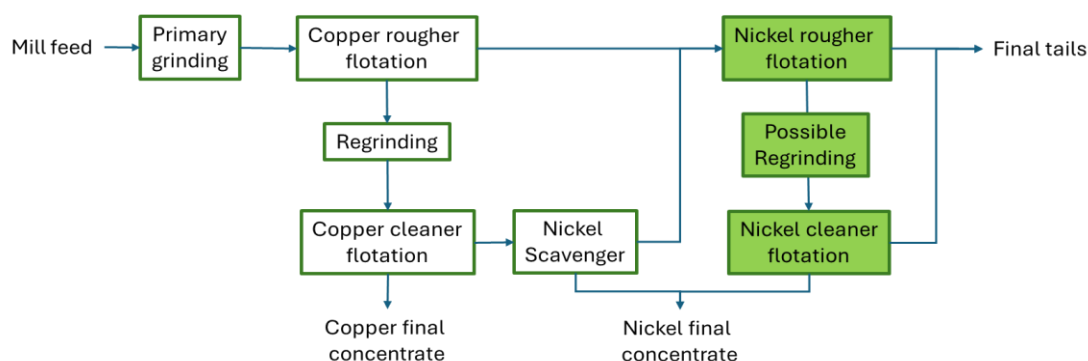 Mill feed
Primary
grinding
Copper rougher
flotation
Nickel rougher
flotation
Final tails
Regrinding
Possible
Regrinding
Copper cleaner
flotation
Nickel
Scavenger
Nickel cleaner
flotation
Copper final
concentrate
Nickel final
concentrate